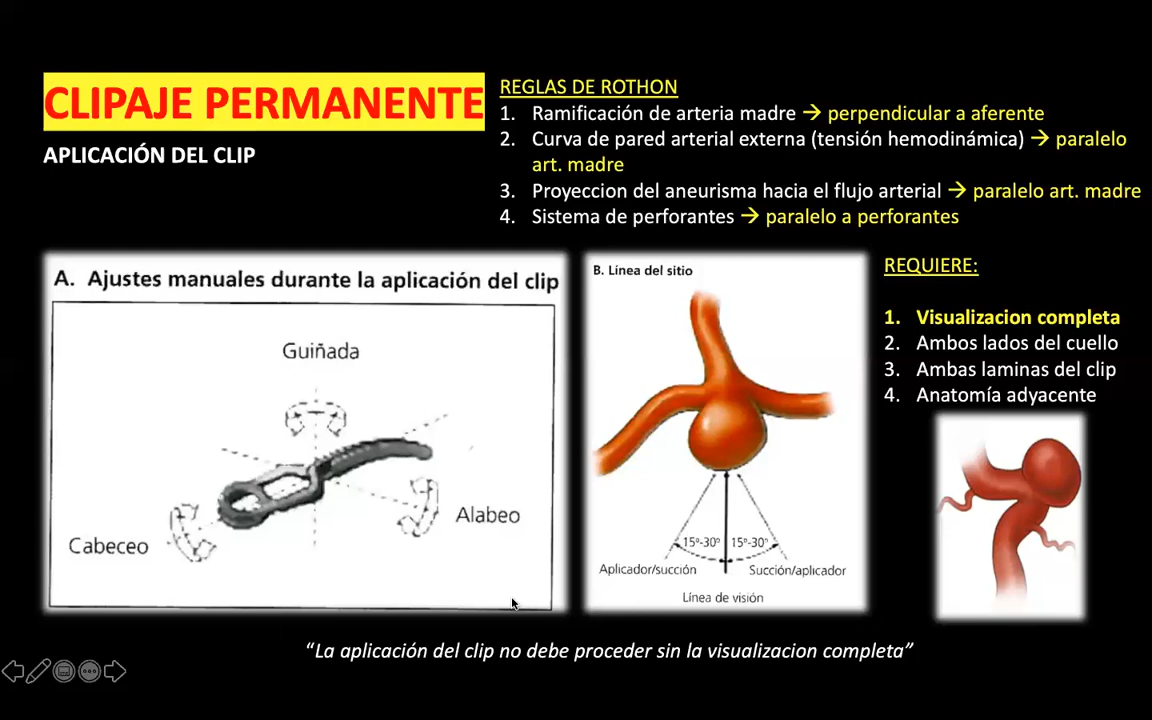 CLIPAJE PERMANENTE
APLICACIÓN DEL CLIP
REGLAS DE ROTHON
1. Ramificación de arteria madre → perpendicular a aferente
2. Curva de pared arterial externa (tensión hemodinámica) → paralelo
art. madre
3. Proyeccion del aneurisma hacia el flujo arterial → paralelo art. madre
4. Sistema de perforantes → paralelo a perforantes
A. Ajustes manuales durante la aplicación del clip
Guiñada
Alabeo
Cabeceo
B. Línea del sitio
15º-30º 15º-30º
Aplicador/succión Succión/aplicador
Línea de visión
REQUIERE:
1. Visualizacion completa
2. Ambos lados del cuello
3. Ambas laminas del clip
4. Anatomía adyacente
“La aplicación del clip no debe proceder sin la visualizacion completa”